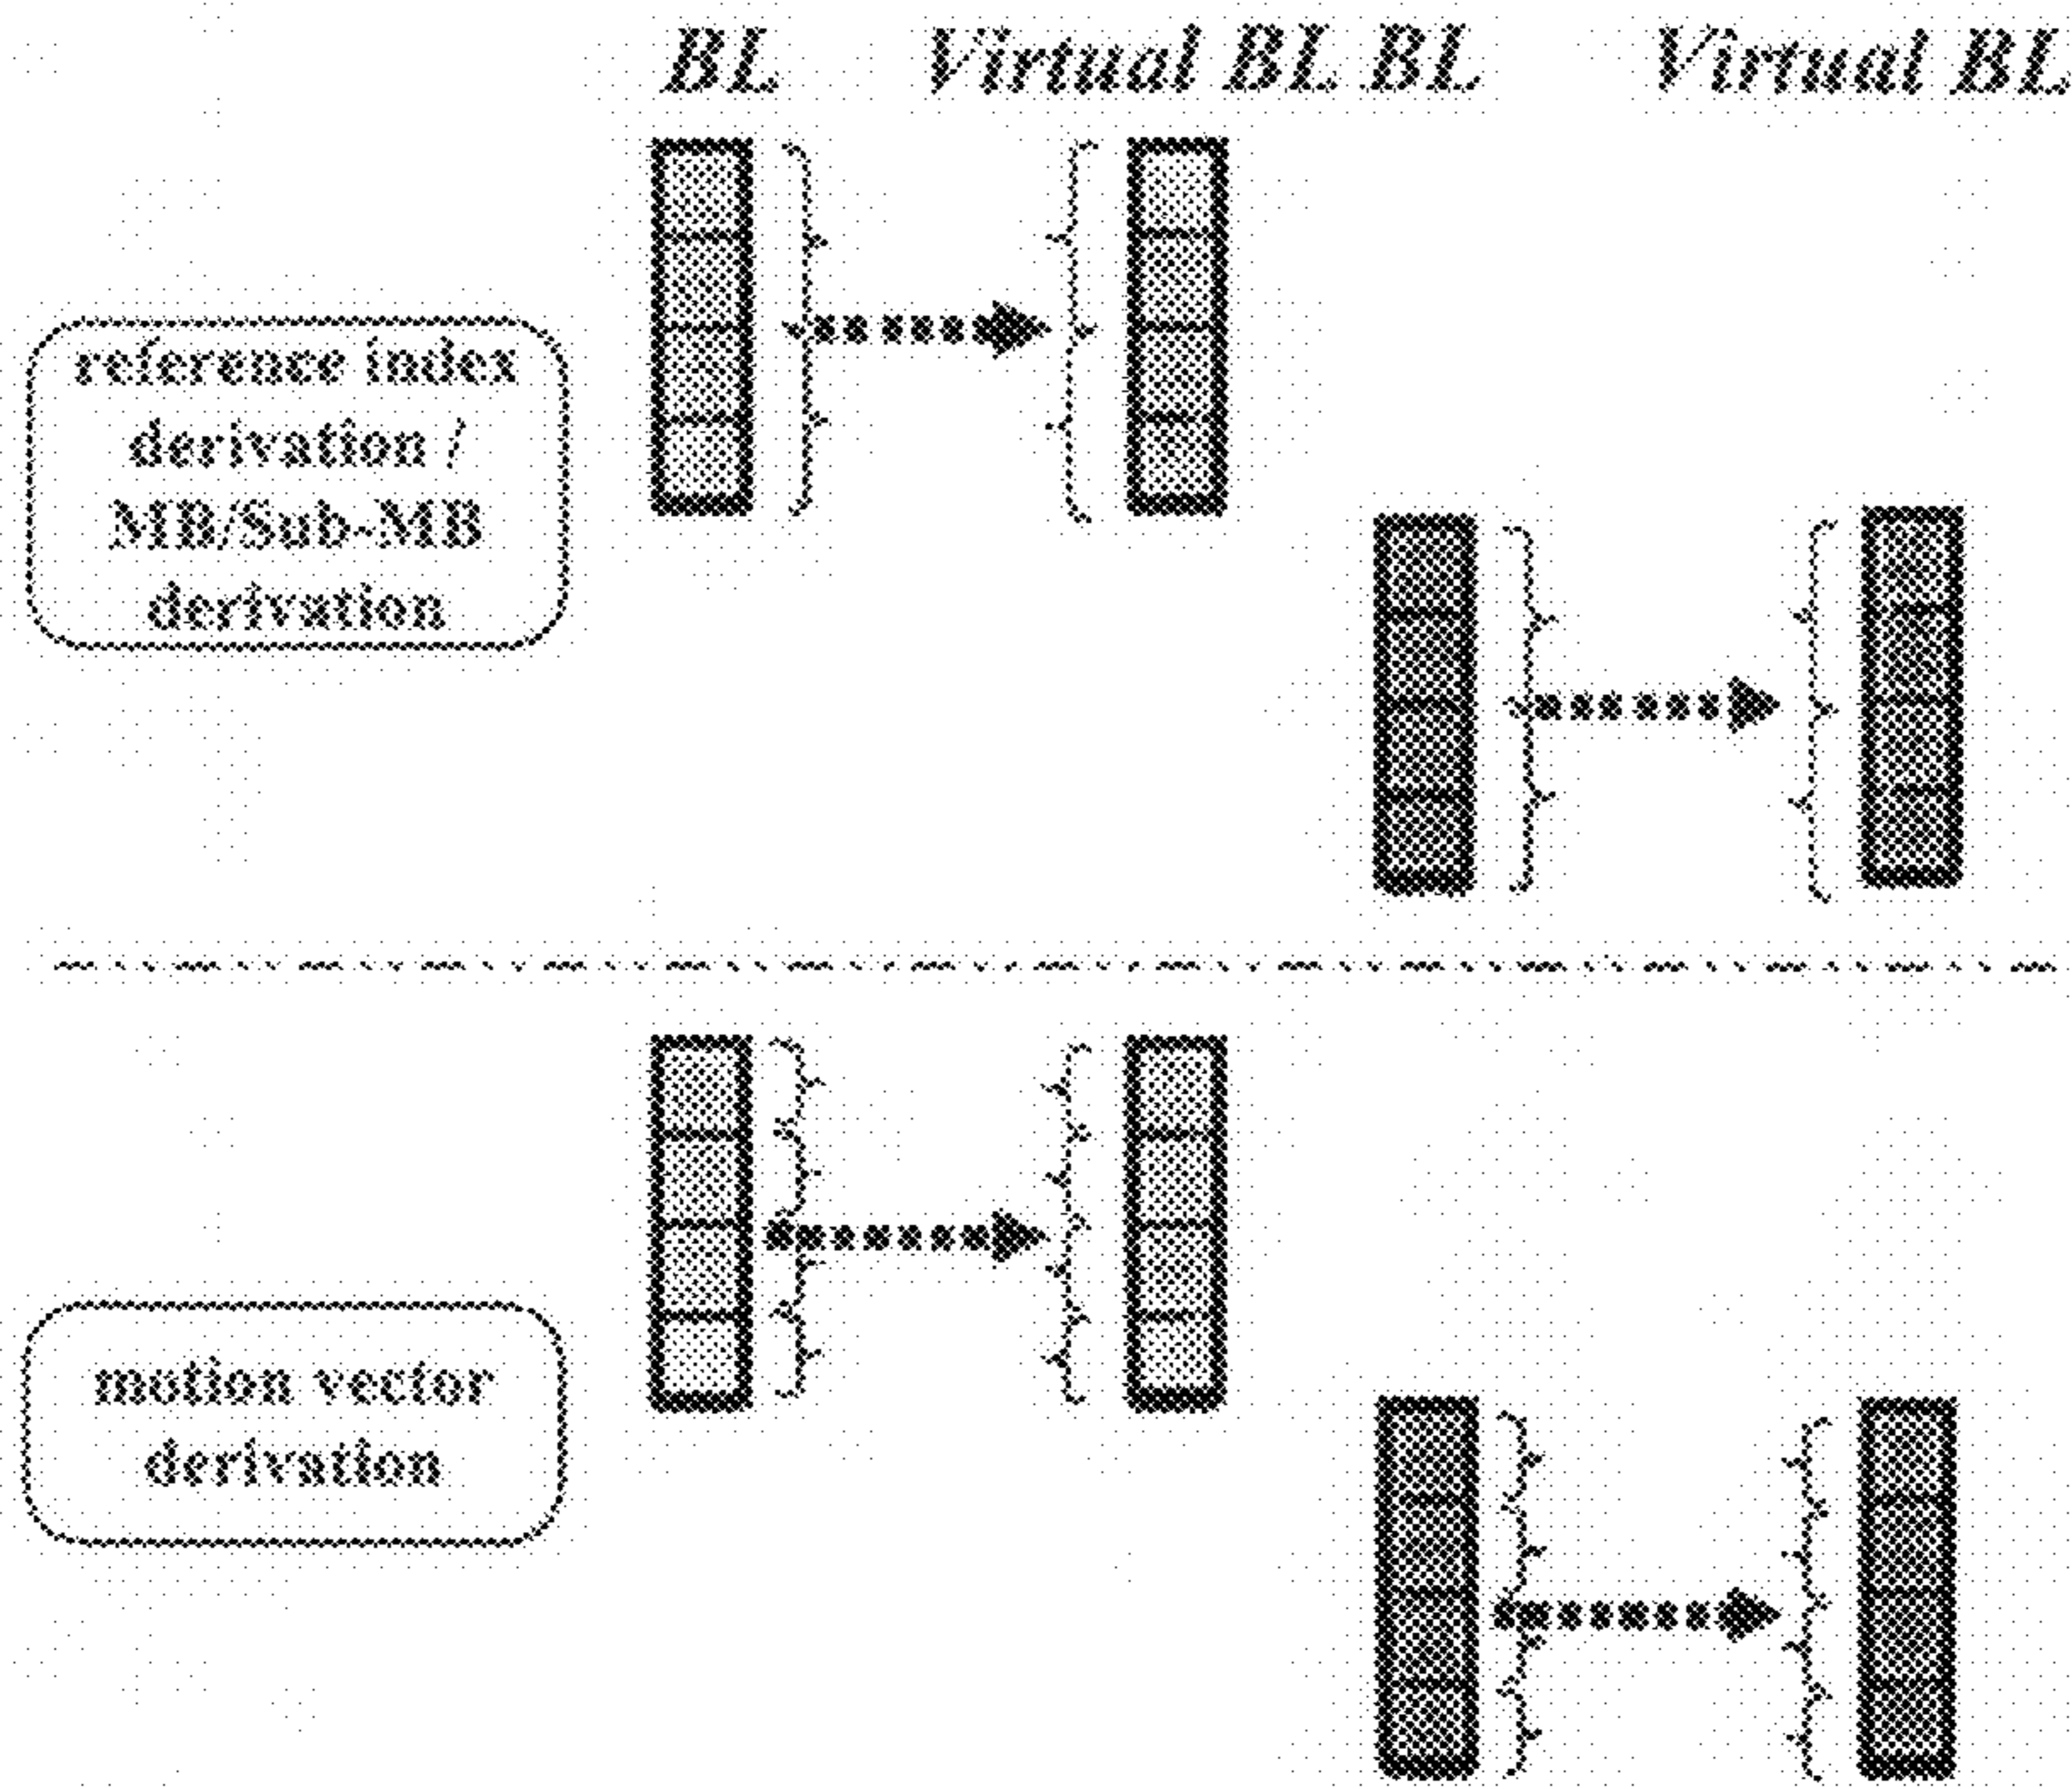 BL Virtual BL BL Virtual BL
reference index
derivation /
MB/Sub-MB
derivation
motion vector
derivation